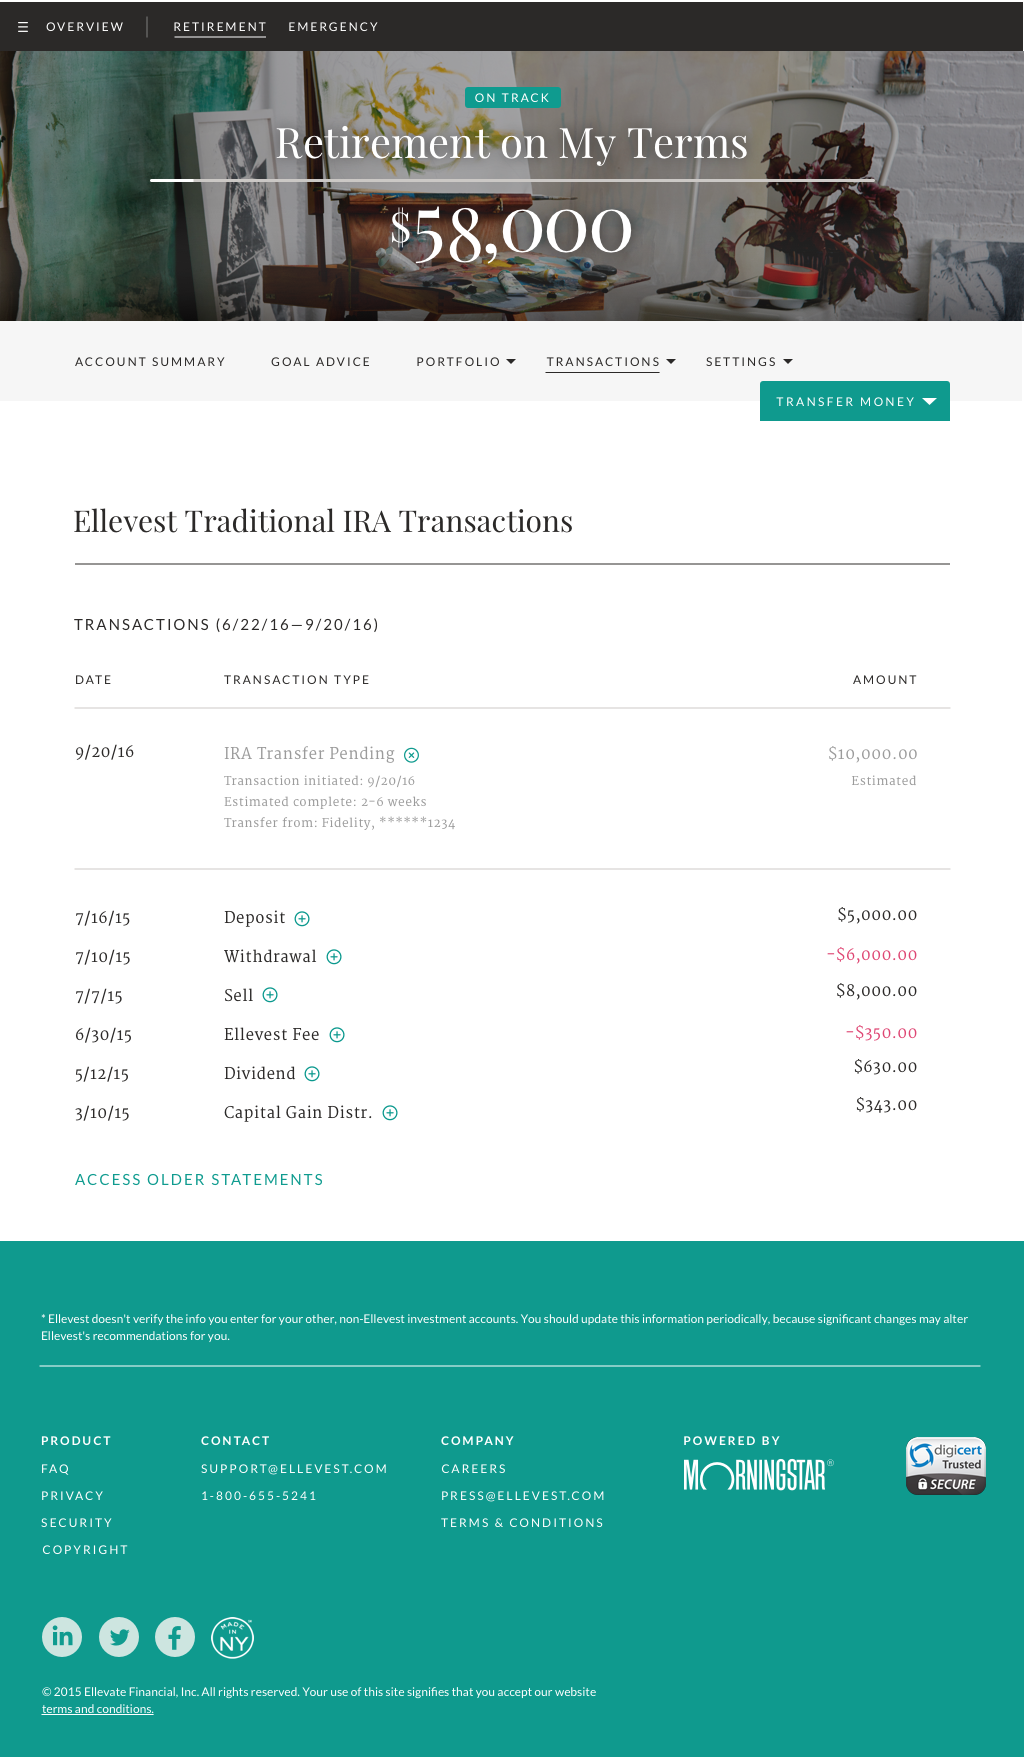 OVERVIEW
RETIREMENT
EMERGENCY
ON TRACK
Retirement on My Terms
$58,000
ACCOUNT SUMMARY
GOAL ADVICE
PORTFOLIO
TRANSACTIONS
SETTINGS
TRANSFER MONEY
Ellevest Traditional IRA Transactions
TRANSACTIONS (6/22/16—9/20/16)
DATE TRANSACTION TYPE AMOUNT
9/20/16 IRA Transfer Pending $10,000.00
Transaction initiated: 9/20/16 Estimated
Estimated complete: 2-6 weeks
Transfer from: Fidelity, ******1234
7/16/15 Deposit $5,000.00
7/10/15 Withdrawal -$6,000.00
7/7/15 Sell $8,000.00
6/30/15 Ellevest Fee -$350.00
5/12/15 Dividend $630.00
3/10/15 Capital Gain Distr. $343.00
ACCESS OLDER STATEMENTS
* Ellevest doesn't verify the info you enter for your other, non-Ellevest investment accounts. You should update this information periodically, because significant changes may alter
Ellevest's recommendations for you.
PRODUCT
FAQ
PRIVACY
SECURITY
COPYRIGHT
CONTACT
SUPPORT@ELLEVEST.COM
1-800-655-5241
COMPANY
CAREERS
PRESS@ELLEVEST.COM
TERMS & CONDITIONS
POWERED BY
MORNINGSTAR®
digicert
Trusted
SECURE
in
f
MADE
IN
NY
© 2015 Ellevate Financial, Inc. All rights reserved. Your use of this site signifies that you accept our website
terms and conditions.